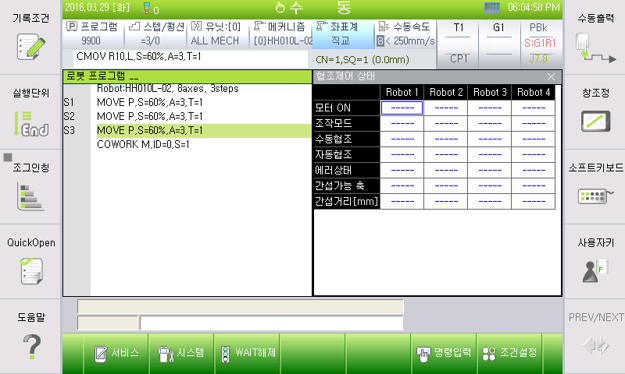 기록조건
2016.03.29 [화]
:0
수 동
6:04:58 PM
수동출력
프로그램
9900
스텝/펑션
=3/0
유닛:[0]
ALL MECH
메커니즘
[0]HH010L-02
좌표계
직교
수동속도
< 250mm/s
T1
G1
PBk
S:G1R1
CMOV R10,L,S=60%,A=3,T=1
CN=1,SQ=1 (0.0mm)
CP1
J7,8
로봇 프로그램 __
Robot:HH010L-02, 8axes, 3steps
S1 MOVE P,S=60%,A=3,T=1
S2 MOVE P,S=60%,A=3,T=1
S3 MOVE P,S=60%,A=3,T=1
COWORK M,ID=0,S=1
협조제어 상태
Robot 1 Robot 2 Robot 3 Robot 4
모터 ON ----- ----- ----- -----
조작모드 ----- ----- ----- -----
수동협조 ----- ----- ----- -----
자동협조 ----- ----- ----- -----
에러상태 ----- ----- ----- -----
간섭가능 축 ----- ----- ----- -----
간섭거리[mm] ----- ----- ----- -----
실행단위
End
조그인칭
QuickOpen
도움말
창조정
소프트키보드
사용자키
F
PREV/NEXT
서비스
시스템
WAIT해제
명령입력
조건설정